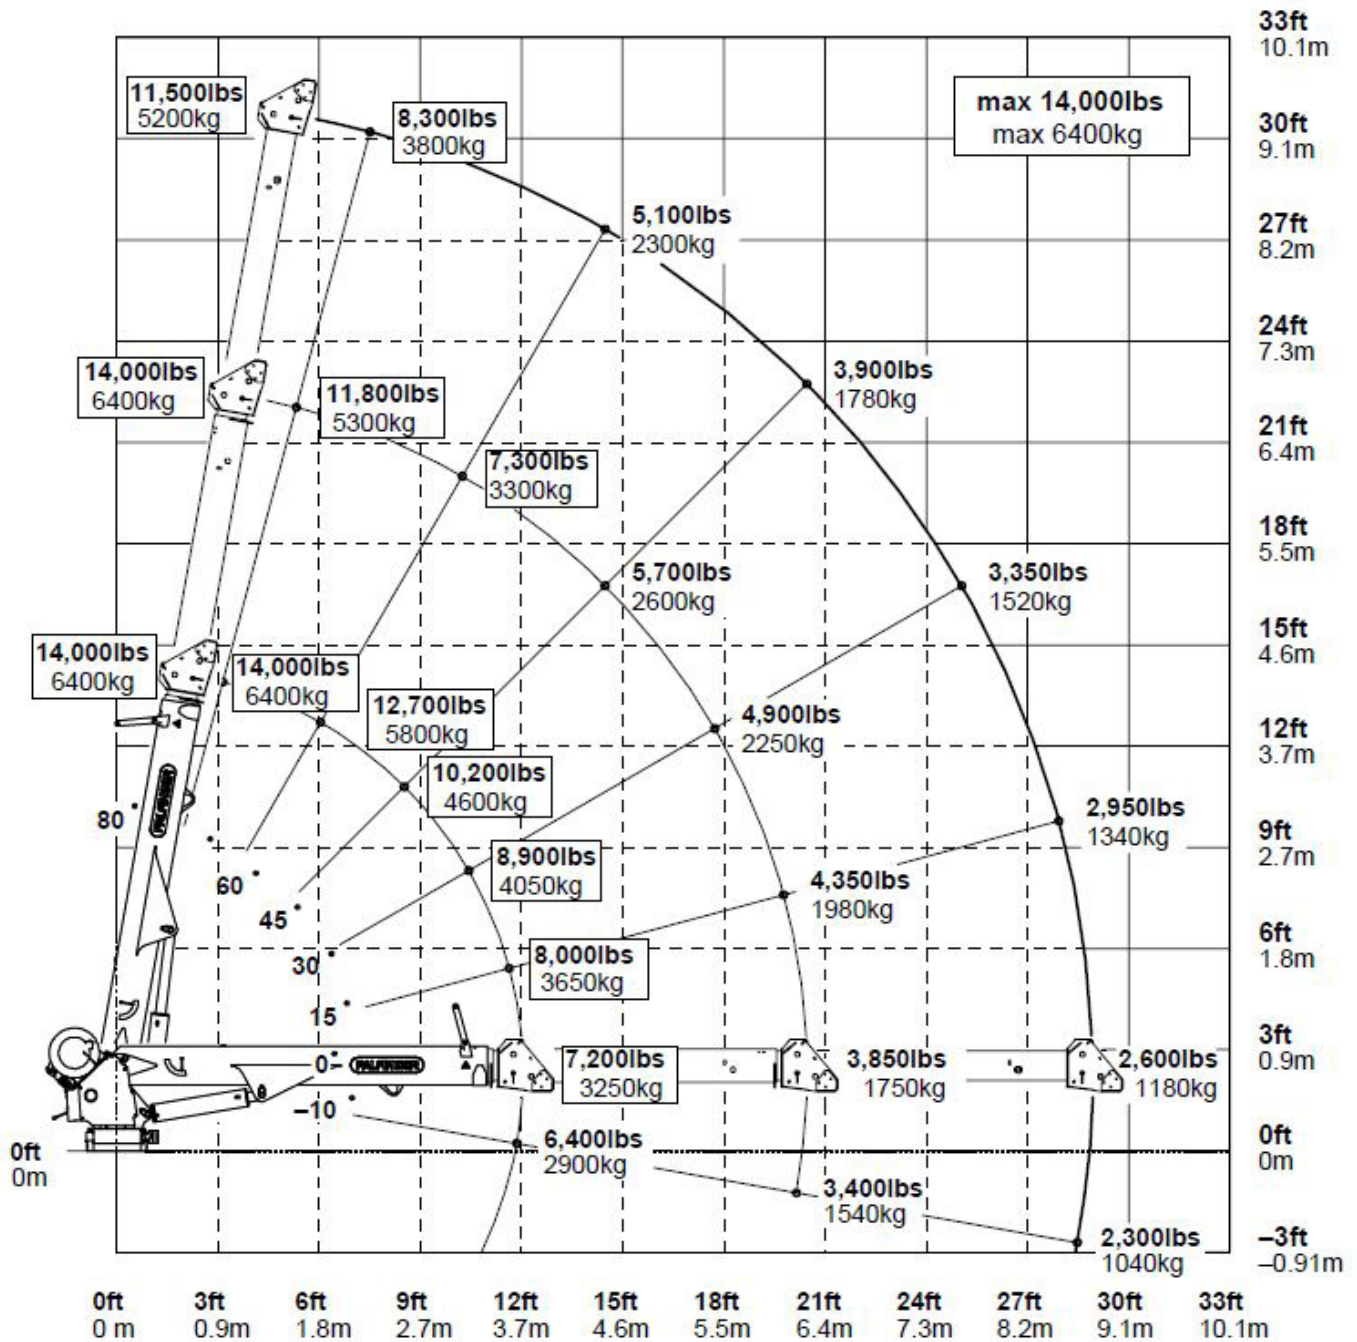 33ft
10.1m
11,500lbs
5200kg
8,300lbs
3800kg
max 14,000lbs
max 6400kg
30ft
9.1m
5,100lbs
2300kg
27ft
8.2m
24ft
7.3m
14,000lbs
6400kg
11,800lbs
5300kg
3,900lbs
1780kg
21ft
6.4m
7,300lbs
3300kg
18ft
5.5m
5,700lbs
2600kg
3,350lbs
1520kg
15ft
4.6m
14,000lbs
6400kg
14,000lbs
6400kg
12,700lbs
5800kg
4,900lbs
2250kg
12ft
3.7m
10,200lbs
4600kg
PALFINGER
80
2,950lbs
1340kg
9ft
2.7m
8,900lbs
4050kg
60
4,350lbs
1980kg
45
6ft
1.8m
30
8,000lbs
3650kg
15
3ft
0.9m
0
PALFINGER
7,200lbs
3250kg
3,850lbs
1750kg
2,600lbs
1180kg
–10
0ft
0m
6,400lbs
2900kg
0ft
0m
3,400lbs
1540kg
2,300lbs
1040kg
–3ft
–0.91m
0ft 3ft 6ft 9ft 12ft 15ft 18ft 21ft 24ft 27ft 30ft 33ft
0 m 0.9m 1.8m 2.7m 3.7m 4.6m 5.5m 6.4m 7.3m 8.2m 9.1m 10.1m